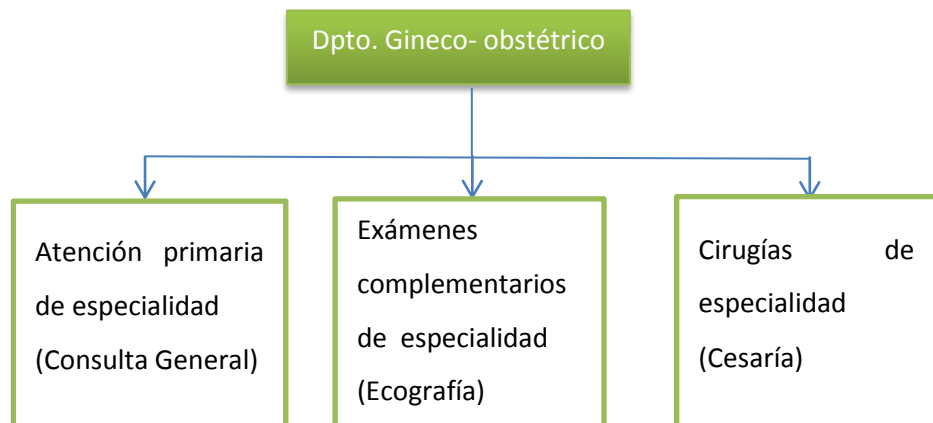 Dpto. Gineco- obstétrico
Atención primaria
de especialidad
(Consulta General)
Exámenes
complementarios
de especialidad
(Ecografía)
Cirugías de
especialidad
(Cesaría)